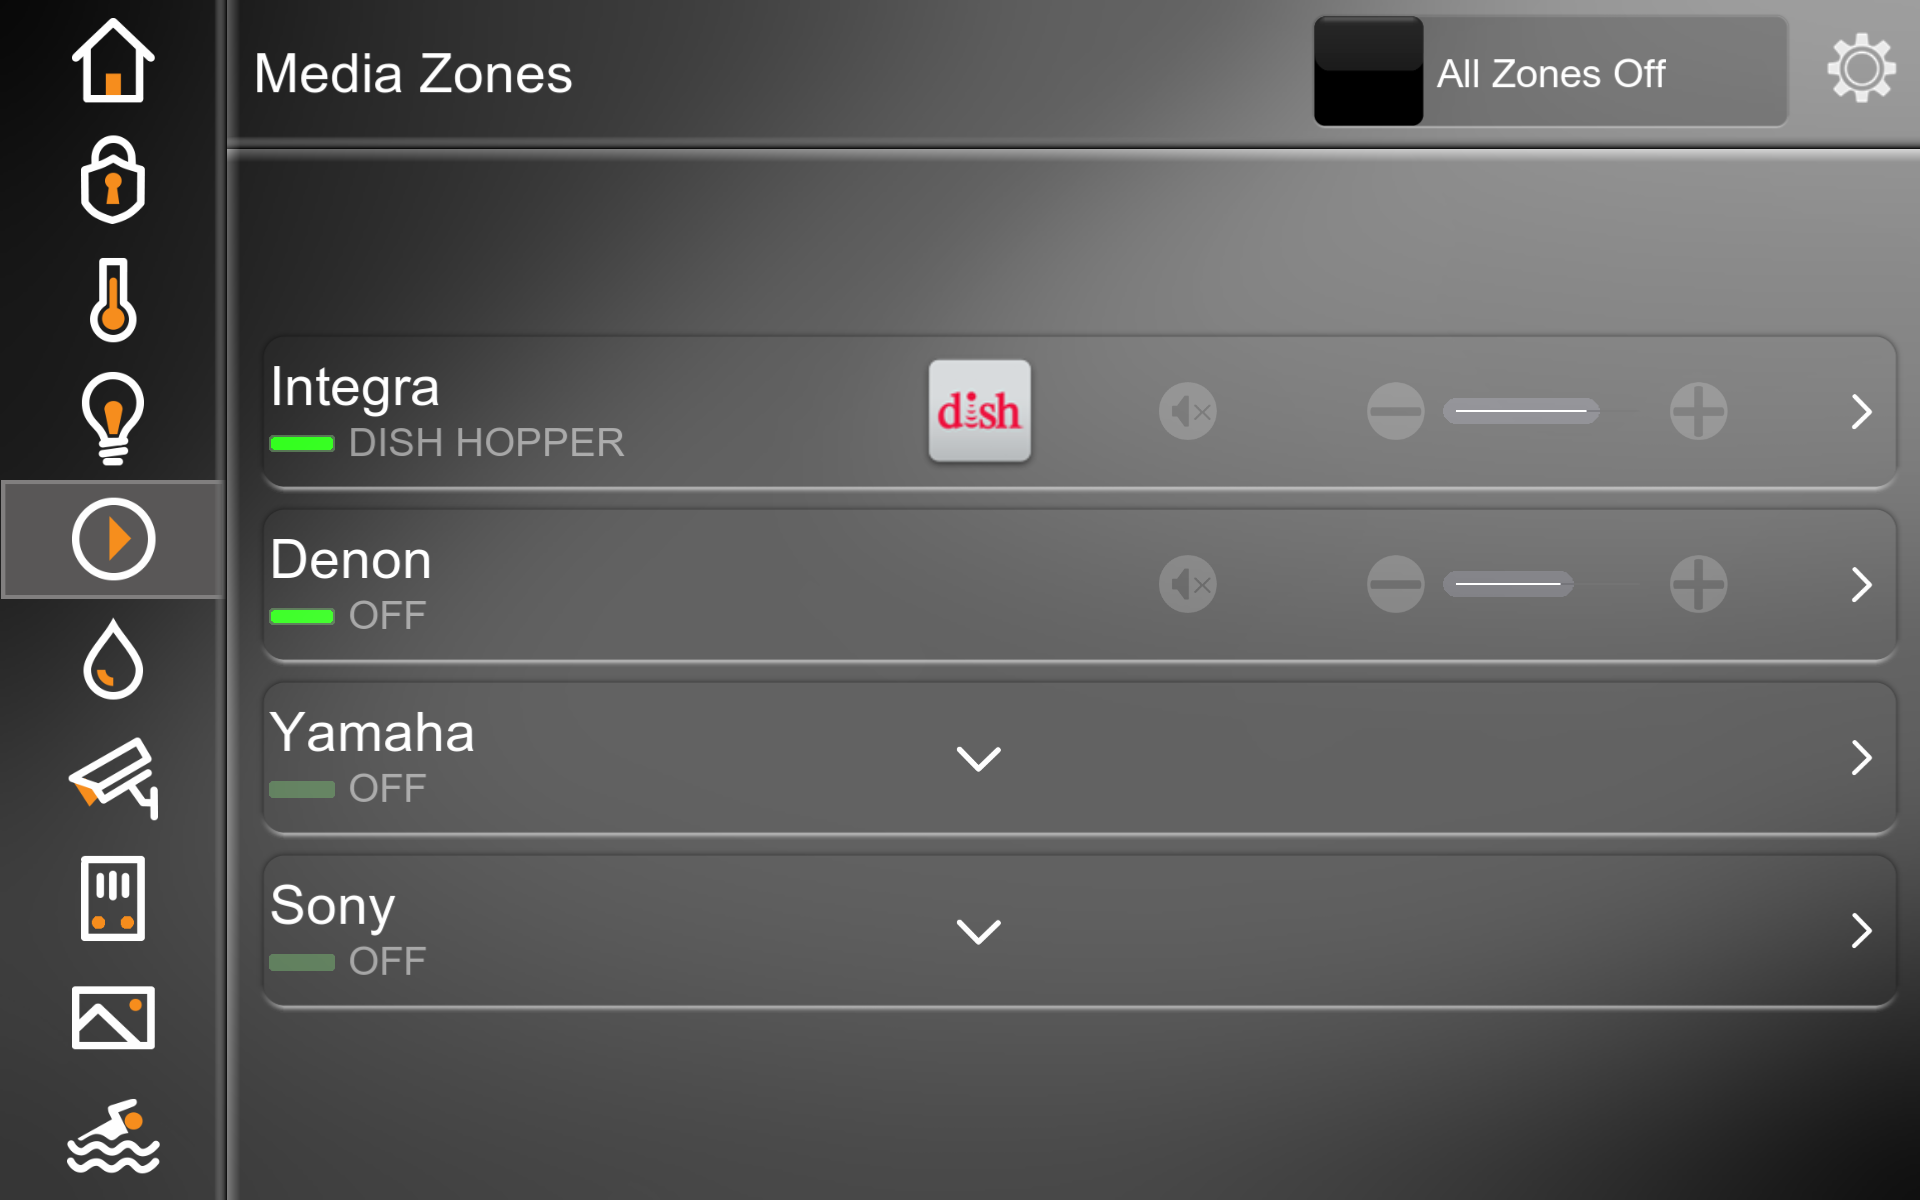 Media Zones
All Zones Off
Integra
DISH HOPPER
dish
Denon
OFF
Yamaha
OFF
Sony
OFF